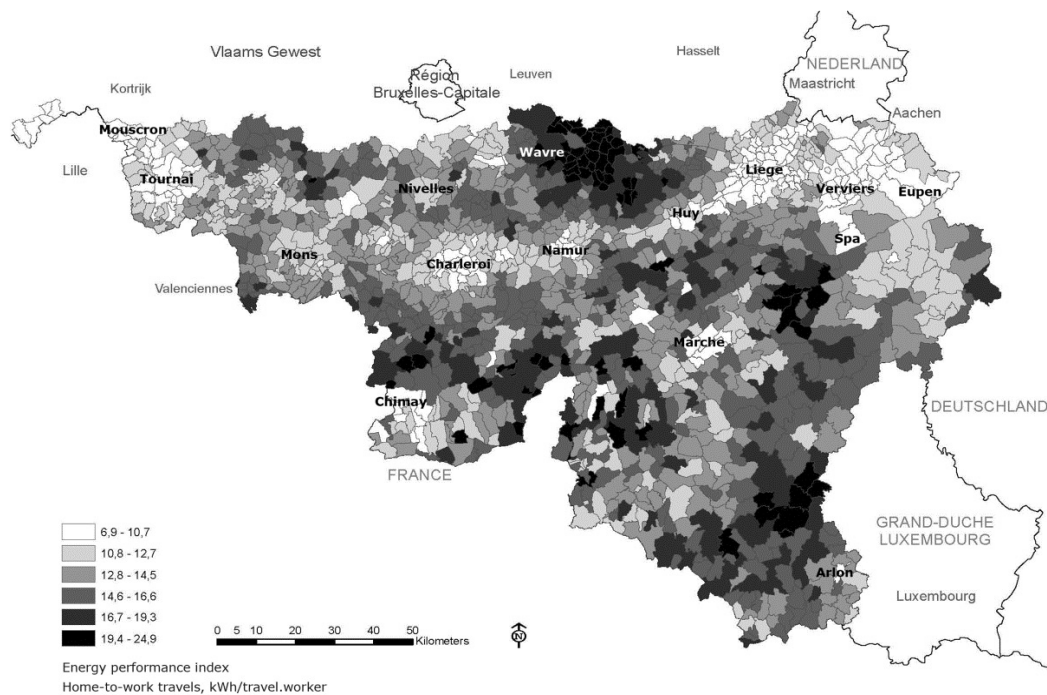 Vlaams Gewest
Hasselt
NEDERLAND
Région
Bruxelles-Capitale
Leuven
Maastricht
Kortrijk
Aachen
Mouscron
Wavre
Lille
Tournai
Nivelles
Liege
Verviers
Eupen
Huy
Spa
Mons
Charleroi
Namur
Valenciennes
Marche
Chimay
DEUTSCHLAND
FRANCE
GRAND-DUCHE
LUXEMBOURG
Arlon
Luxembourg
6,9 - 10,7
10,8 - 12,7
12,8 - 14,5
14,6 - 16,6
16,7 - 19,3
19,4 - 24,9
0 5 10 20 30 40 50
Kilometers
N
Energy performance index
Home-to-work travels, kWh/travel.worker